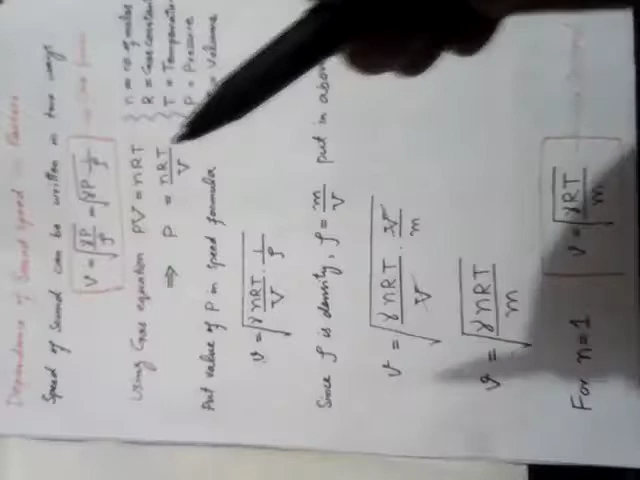 Dependence of Sound Speed in Factors
Speed of Sound can be written in two ways
v = √(γP/ρ) = √(γP 1/ρ)
Using Gas equation PV = nRT
⇒ P = nRT/V
} n = no. of moles
} R = Gas constant
} T = Temperature
} P = Pressure
= Volume
Put value of P in speed formula
v = √(γnRT/V · 1/ρ)
Since ρ is density, ρ = m/V put in above
v = √(γnRT/V · V/m)
v = √(γnRT/m)
For n = 1 v = √(γRT/m)